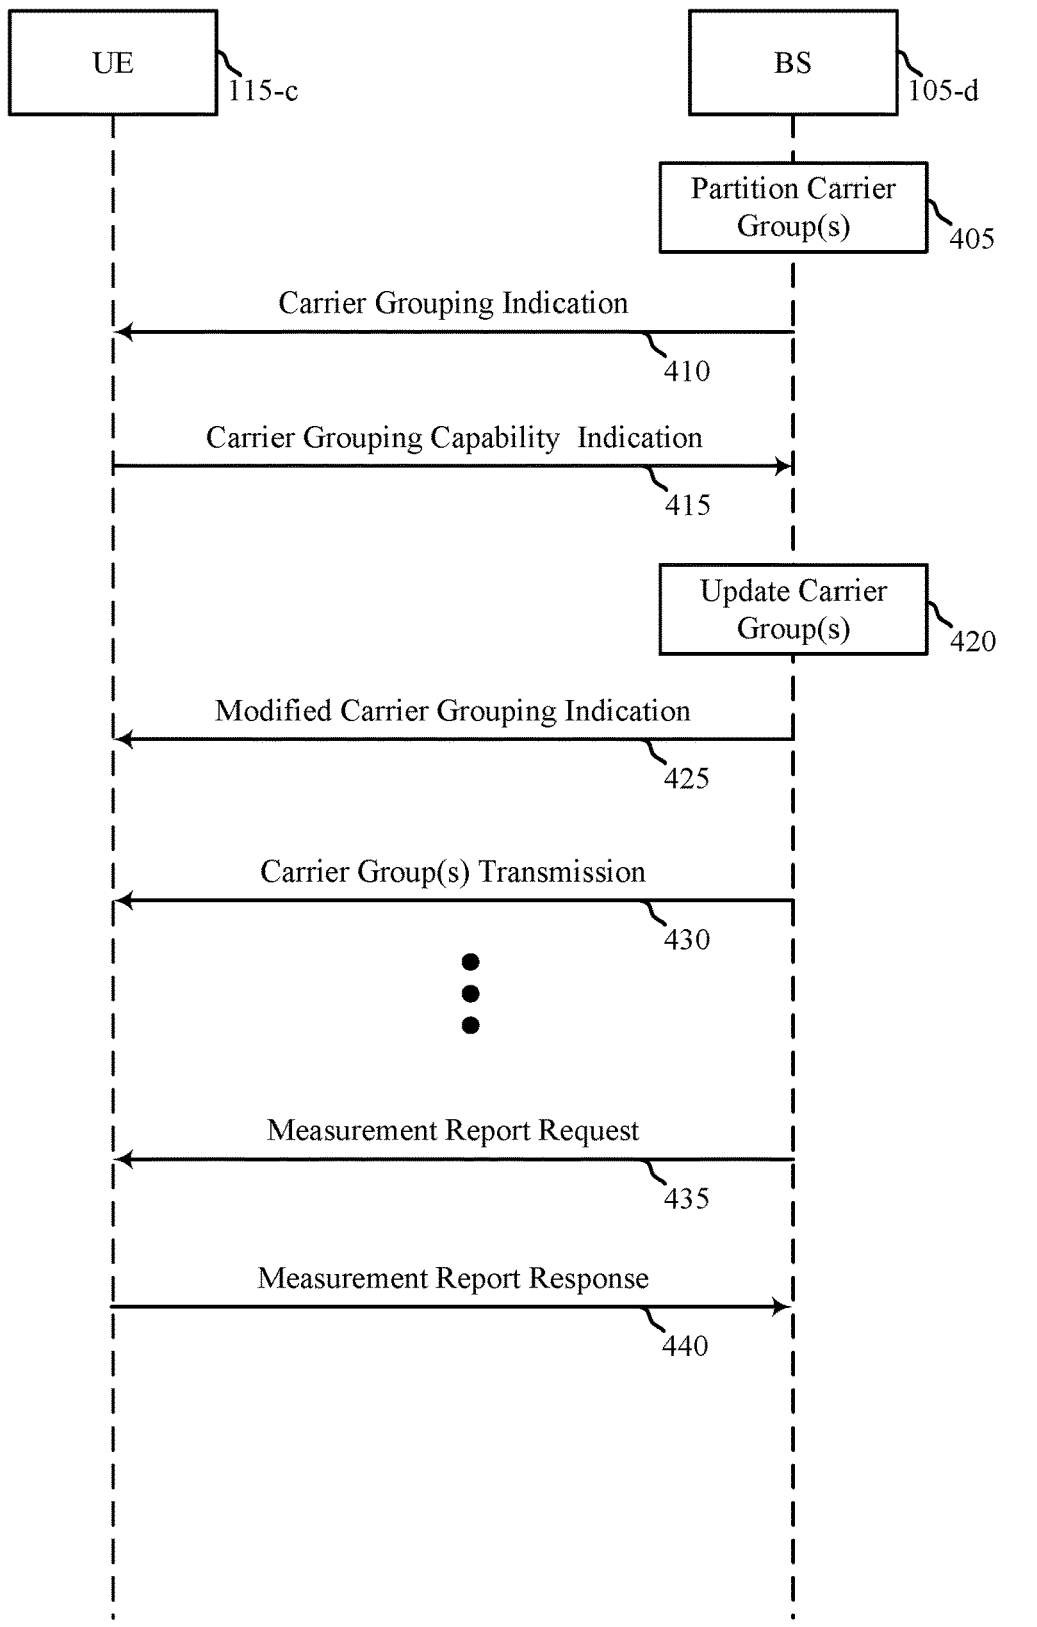 UE
115-c
BS
105-d
Partition Carrier
Group(s)
405
Carrier Grouping Indication
410
Carrier Grouping Capability Indication
415
Update Carrier
Group(s)
420
Modified Carrier Grouping Indication
425
Carrier Group(s) Transmission
430
Measurement Report Request
435
Measurement Report Response
440